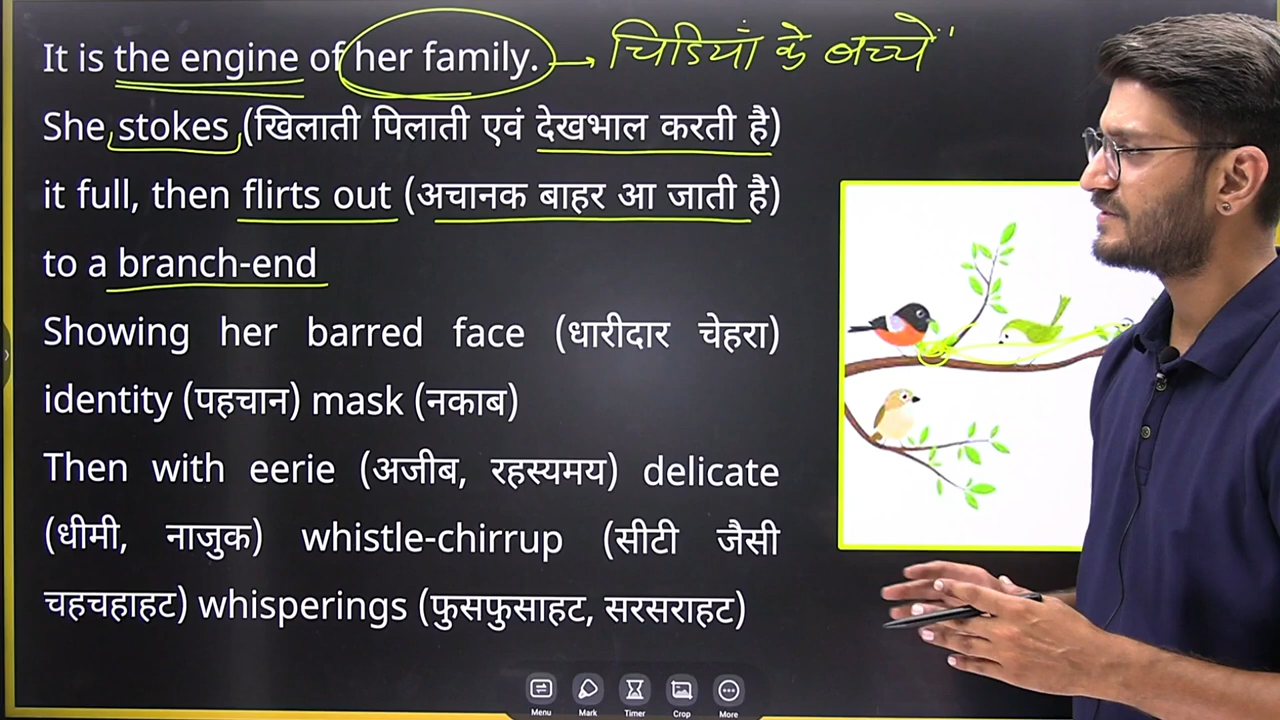 It is the engine of her family. → चिडियां के बच्चें"
She stokes (खिलाती पिलाती एवं देखभाल करती है)
it full, then flirts out (अचानक बाहर आ जाती है)
to a branch-end
Showing her barred face (धारीदार चेहरा)
identity (पहचान) mask (नकाब)
Then with eerie (अजीब, रहस्यमय) delicate
(धीमी, नाजुक) whistle-chirrup (सीटी जैसी
चहचहाहट) whisperings (फुसफुसाहट, सरसराहट)
Menu Mark Timer Crop More